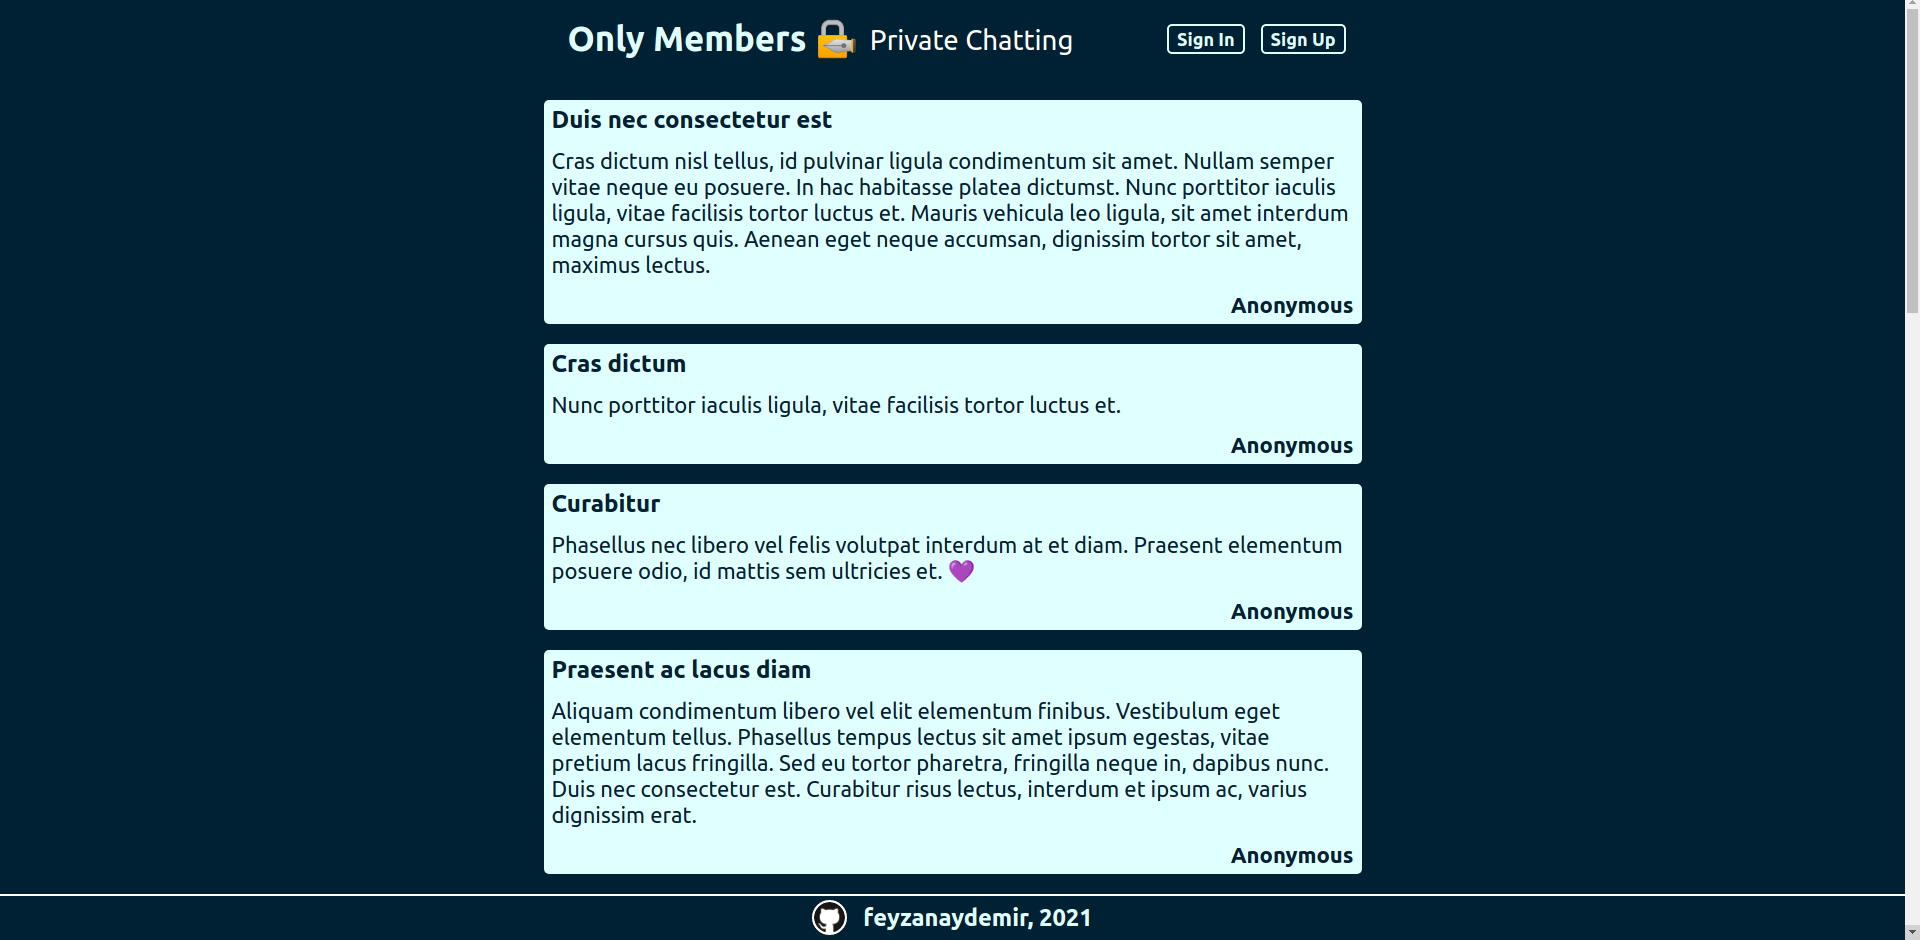 Only Members 🔏 Private Chatting Sign In Sign Up
Duis nec consectetur est
Cras dictum nisl tellus, id pulvinar ligula condimentum sit amet. Nullam semper
vitae neque eu posuere. In hac habitasse platea dictumst. Nunc porttitor iaculis
ligula, vitae facilisis tortor luctus et. Mauris vehicula leo ligula, sit amet interdum
magna cursus quis. Aenean eget neque accumsan, dignissim tortor sit amet,
maximus lectus.
Anonymous
Cras dictum
Nunc porttitor iaculis ligula, vitae facilisis tortor luctus et.
Anonymous
Curabitur
Phasellus nec libero vel felis volutpat interdum at et diam. Praesent elementum
posuere odio, id mattis sem ultricies et. 💜
Anonymous
Praesent ac lacus diam
Aliquam condimentum libero vel elit elementum finibus. Vestibulum eget
elementum tellus. Phasellus tempus lectus sit amet ipsum egestas, vitae
pretium lacus fringilla. Sed eu tortor pharetra, fringilla neque in, dapibus nunc.
Duis nec consectetur est. Curabitur risus lectus, interdum et ipsum ac, varius
dignissim erat.
Anonymous
feyzanaydemir, 2021